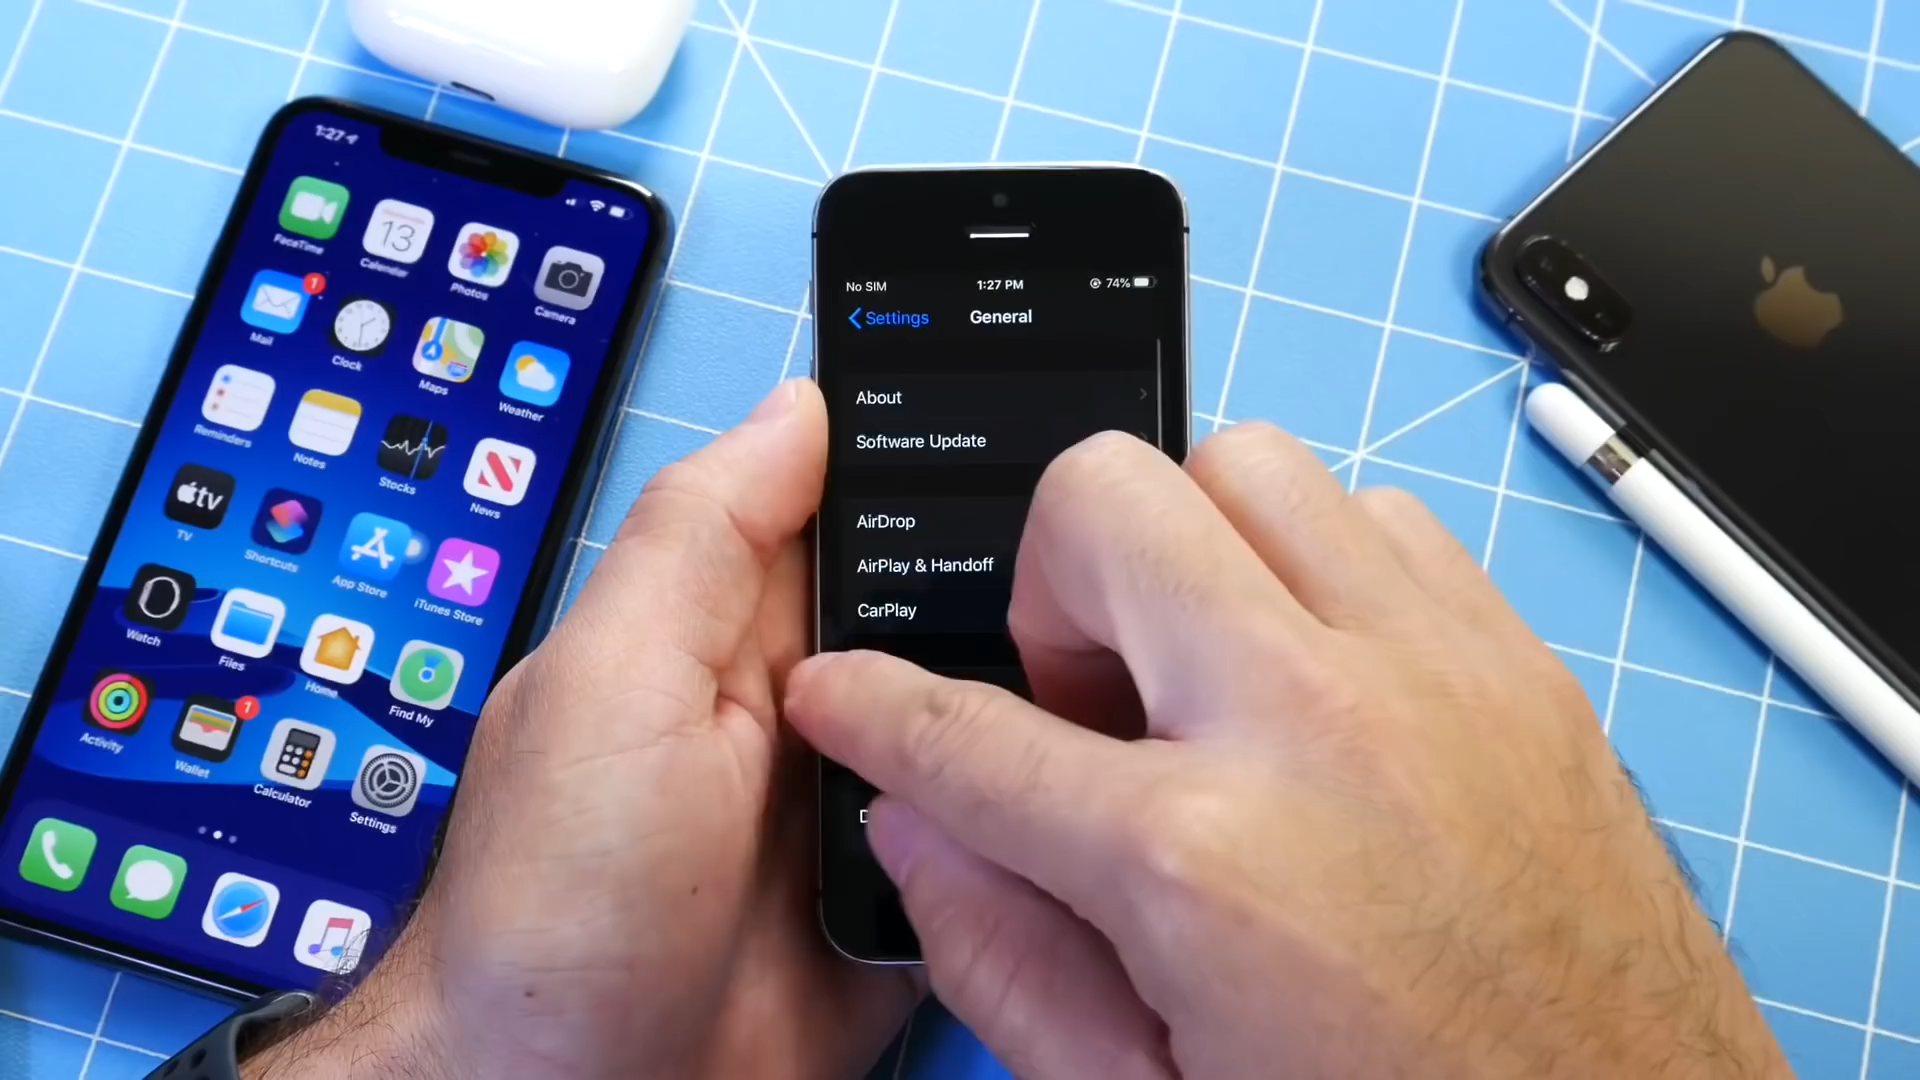 1:27
FaceTime
13
Calendar
Photos
Camera
1
Mail
Clock
Maps
Weather
Reminders
Notes
Stocks
News
tv
TV
Shortcuts
App Store
iTunes Store
Watch
Files
Home
Find My
Activity
1
Wallet
Calculator
Settings
No SIM 1:27 PM 74%
Settings General
About
Software Update
AirDrop
AirPlay & Handoff
CarPlay